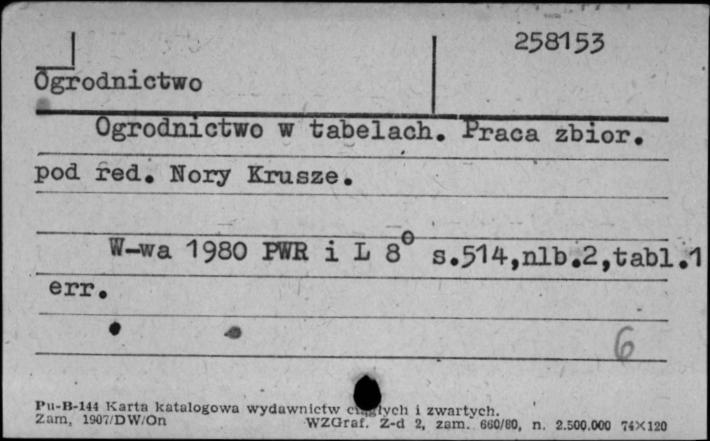 258153
Ogrodnictwo
Ogrodnictwo w tabelach. Praca zbior.
pod red. Nory Krusze.
W-wa 1980 PWR i L 8° s.514,nlb.2,tabl.1
err.
6
Pu-B-144 Karta katalogowa wydawnictw ciągłych i zwartych.
Zam, 1907/DW/On WZGraf. Z-d 2, zam. 660/80, n. 2.500.000 74×120